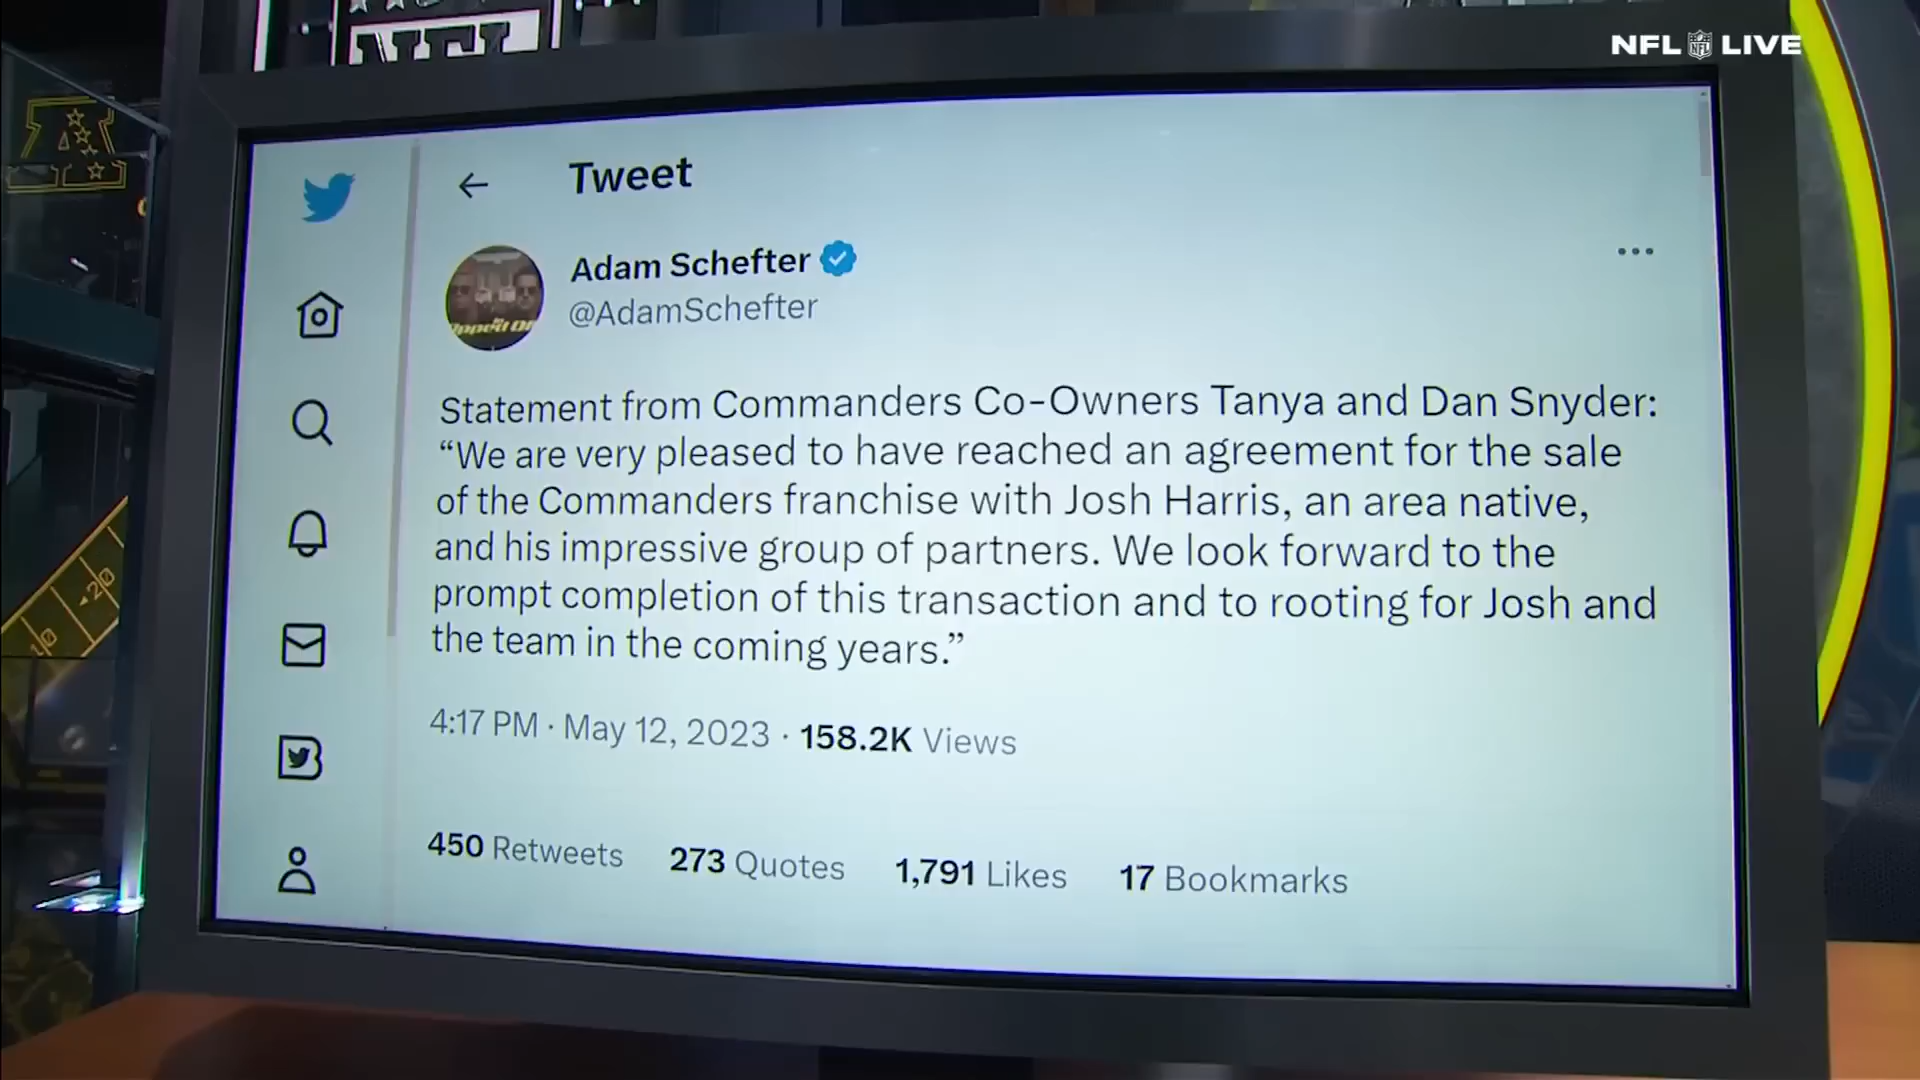 NFL
NFL LIVE
Tweet
Adam Schefter
@AdamSchefter
Statement from Commanders Co-Owners Tanya and Dan Snyder:
“We are very pleased to have reached an agreement for the sale
of the Commanders franchise with Josh Harris, an area native,
and his impressive group of partners. We look forward to the
prompt completion of this transaction and to rooting for Josh and
the team in the coming years.”
4:17 PM · May 12, 2023 · 158.2K Views
450 Retweets 273 Quotes 1,791 Likes 17 Bookmarks
20
10